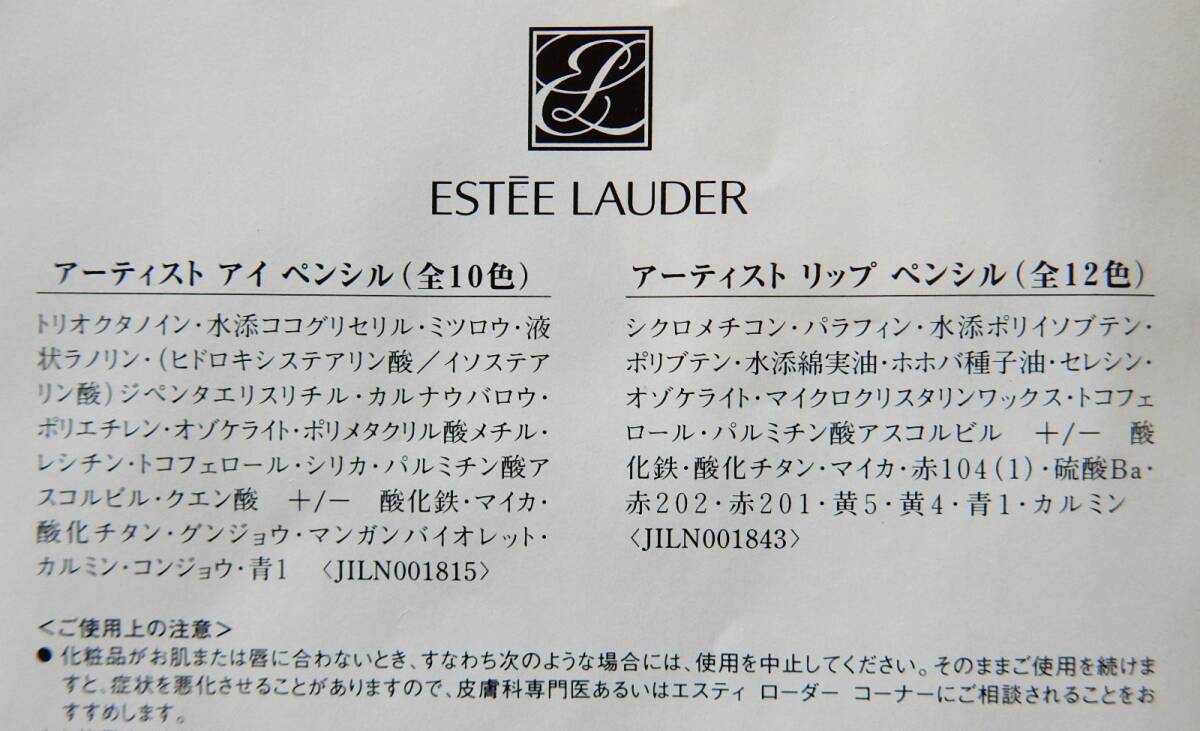 ESTĒE LAUDER
アーティスト アイ ペンシル(全10色)
トリオクタノイン・水添ココグリセリル・ミツロウ・液
状ラノリン・(ヒドロキシステアリン酸/イソステア
リン酸)ジペンタエリスリチル・カルナウバロウ・
ポリエチレン・オゾケライト・ポリメタクリル酸メチル・
レシチン・トコフェロール・シリカ・パルミチン酸ア
スコルビル・クエン酸 +/− 酸化鉄・マイカ・
酸化チタン・グンジョウ・マンガンバイオレット・
カルミン・コンジョウ・青1 〈JILN001815〉
アーティスト リップ ペンシル(全12色)
シクロメチコン・パラフィン・水添ポリイソブテン・
ポリブテン・水添綿実油・ホホバ種子油・セレシン・
オゾケライト・マイクロクリスタリンワックス・トコフェ
ロール・パルミチン酸アスコルビル +/− 酸
化鉄・酸化チタン・マイカ・赤104(1)・硫酸Ba・
赤202・赤201・黄5・黄4・青1・カルミン
〈JILN001843〉
<ご使用上の注意>
● 化粧品がお肌または唇に合わないとき、すなわち次のような場合には、使用を中止してください。そのままご使用を続けま
すと、症状を悪化させることがありますので、皮膚科専門医あるいはエスティ ローダー コーナーにご相談されることをお
すすめします。